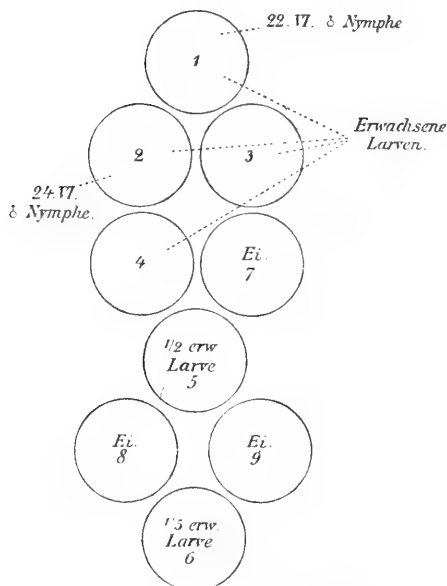 22. VI. ♂ Nymphe
1
Erwachsene
Larven.
2
3
24. VI.
♂ Nymphe.
4
Ei.
7
1/2 erw
Larve
5
Ei.
8
Ei.
9
1/5 erw.
Larve
6